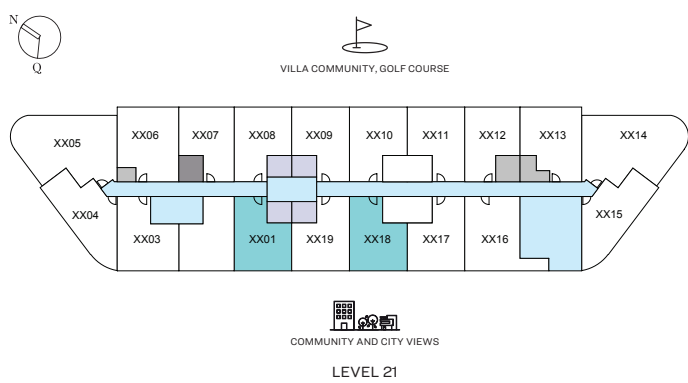 N
Q
VILLA COMMUNITY, GOLF COURSE
XX05
XX06
XX07
XX08
XX09
XX10
XX11
XX12
XX13
XX14
XX04
XX03
XX01
XX19
XX18
XX17
XX16
XX15
COMMUNITY AND CITY VIEWS
LEVEL 21